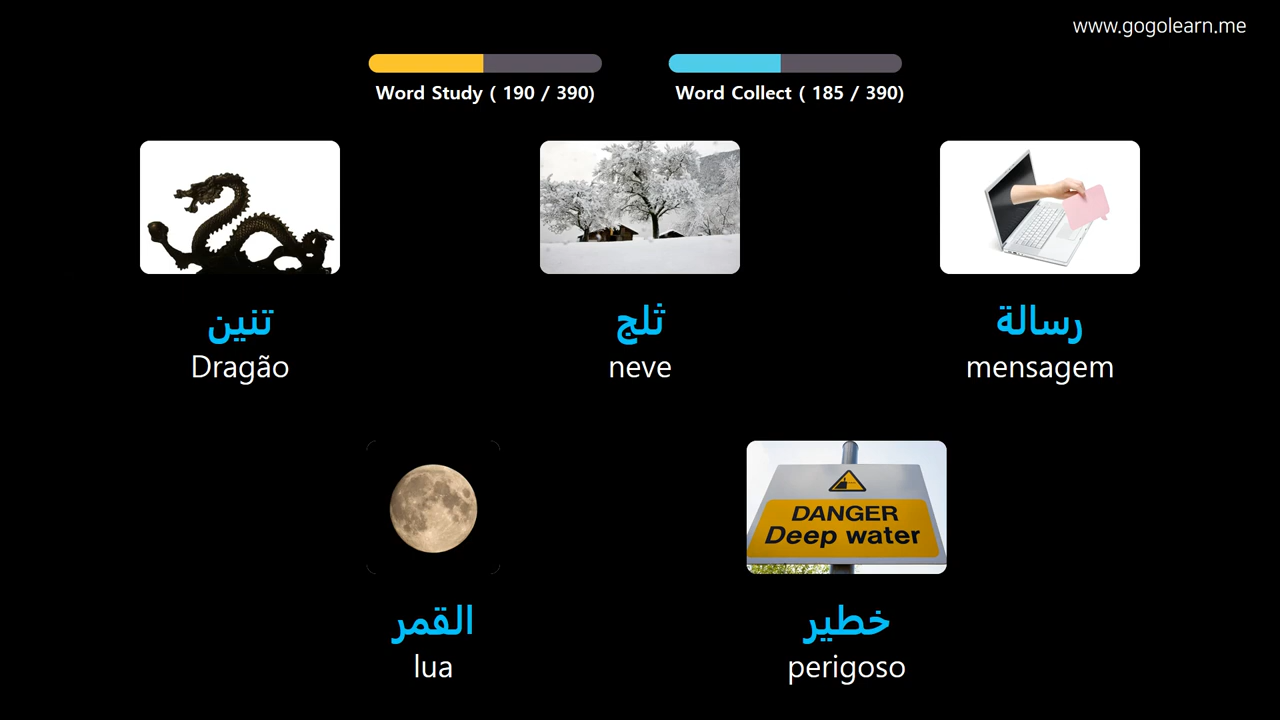 www.gogolearn.me
Word Study ( 190 / 390)
Word Collect ( 185 / 390)
تنين
Dragão
ثلج
neve
رسالة
mensagem
القمر
lua
DANGER
Deep water
خطير
perigoso